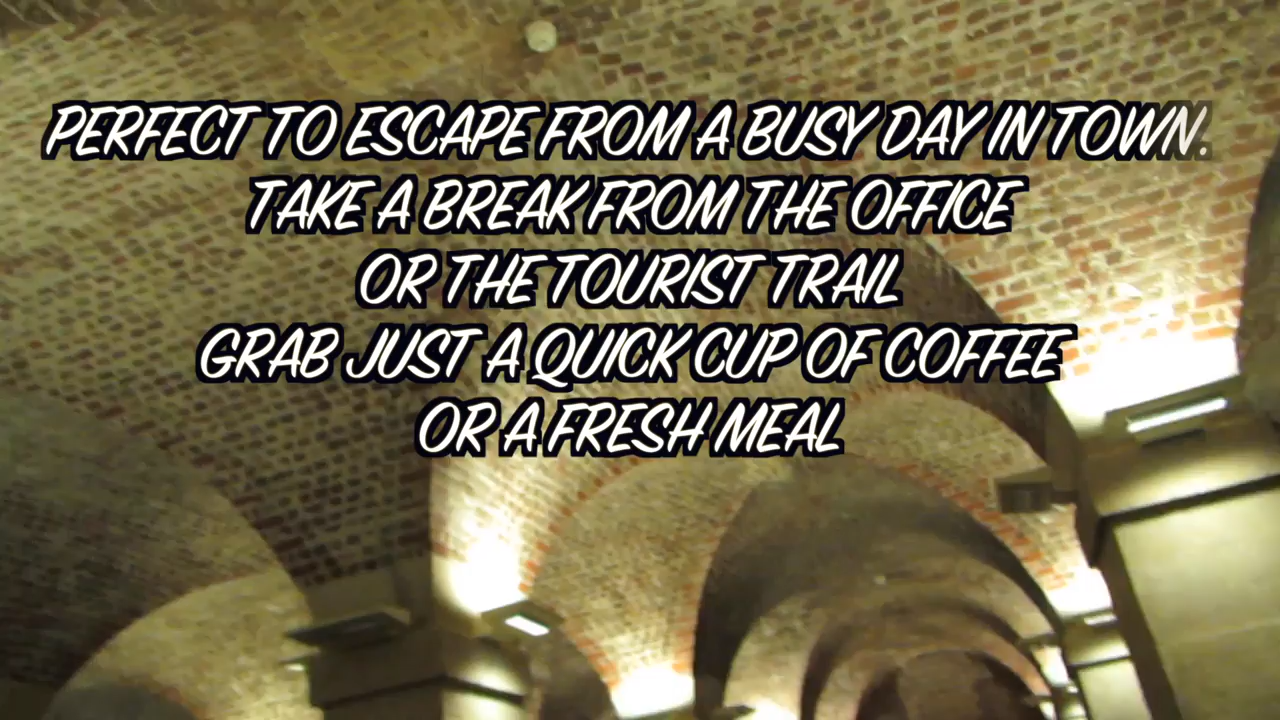 PERFECT TO ESCAPE FROM A BUSY DAY IN TOWN.
TAKE A BREAK FROM THE OFFICE
OR THE TOURIST TRAIL
GRAB JUST A QUICK CUP OF COFFEE
OR A FRESH MEAL